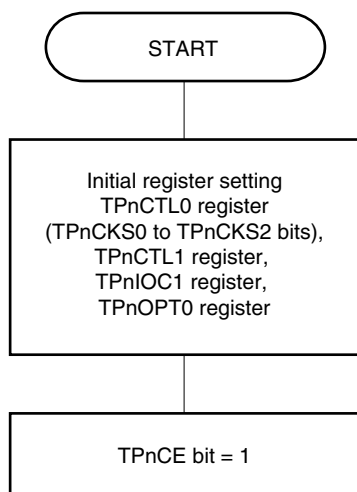 START
Initial register setting
TPnCTL0 register
(TPnCKS0 to TPnCKS2 bits),
TPnCTL1 register,
TPnIOC1 register,
TPnOPT0 register
TPnCE bit = 1